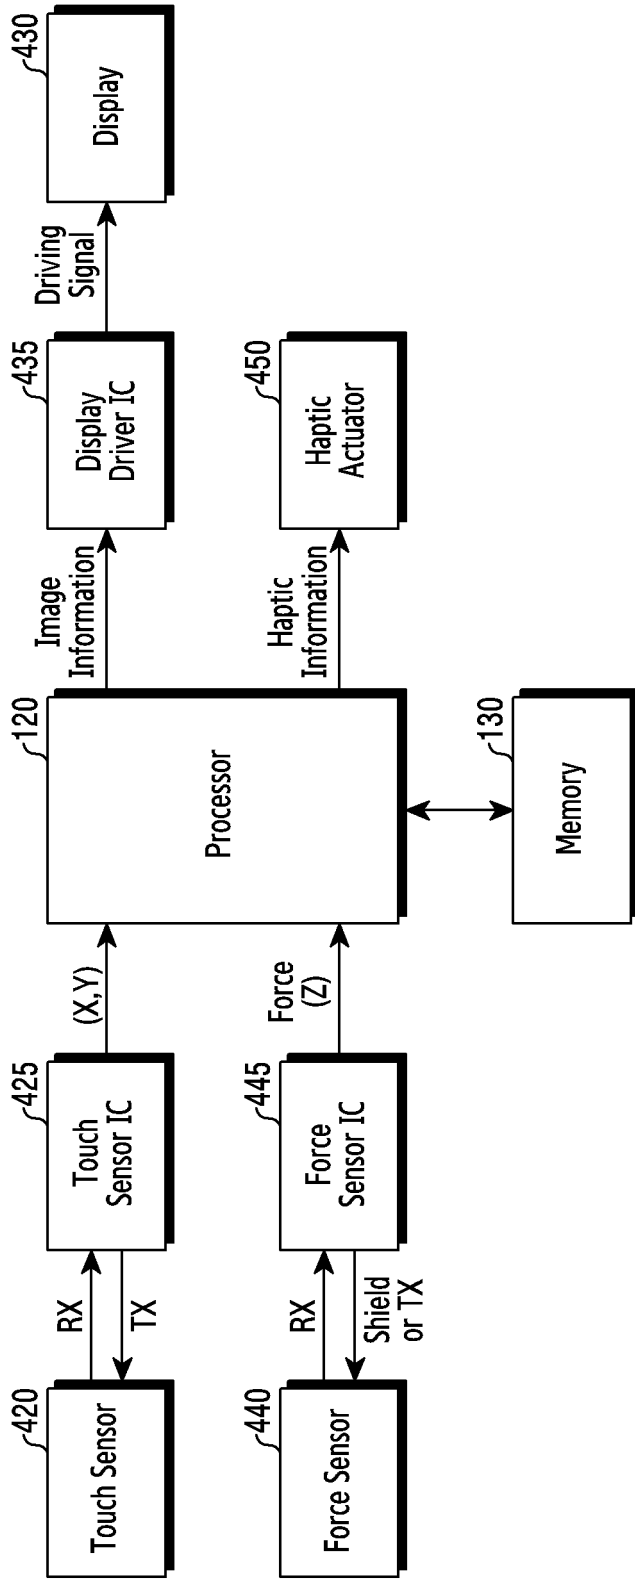 420
Touch Sensor
RX
TX
425
Touch
Sensor IC
(X,Y)
120
Processor
Image
Information
435
Display
Driver IC
Driving
Signal
430
Display
440
Force Sensor
RX
Shield
or TX
445
Force
Sensor IC
Force
(Z)
Haptic
Information
450
Haptic
Actuator
130
Memory